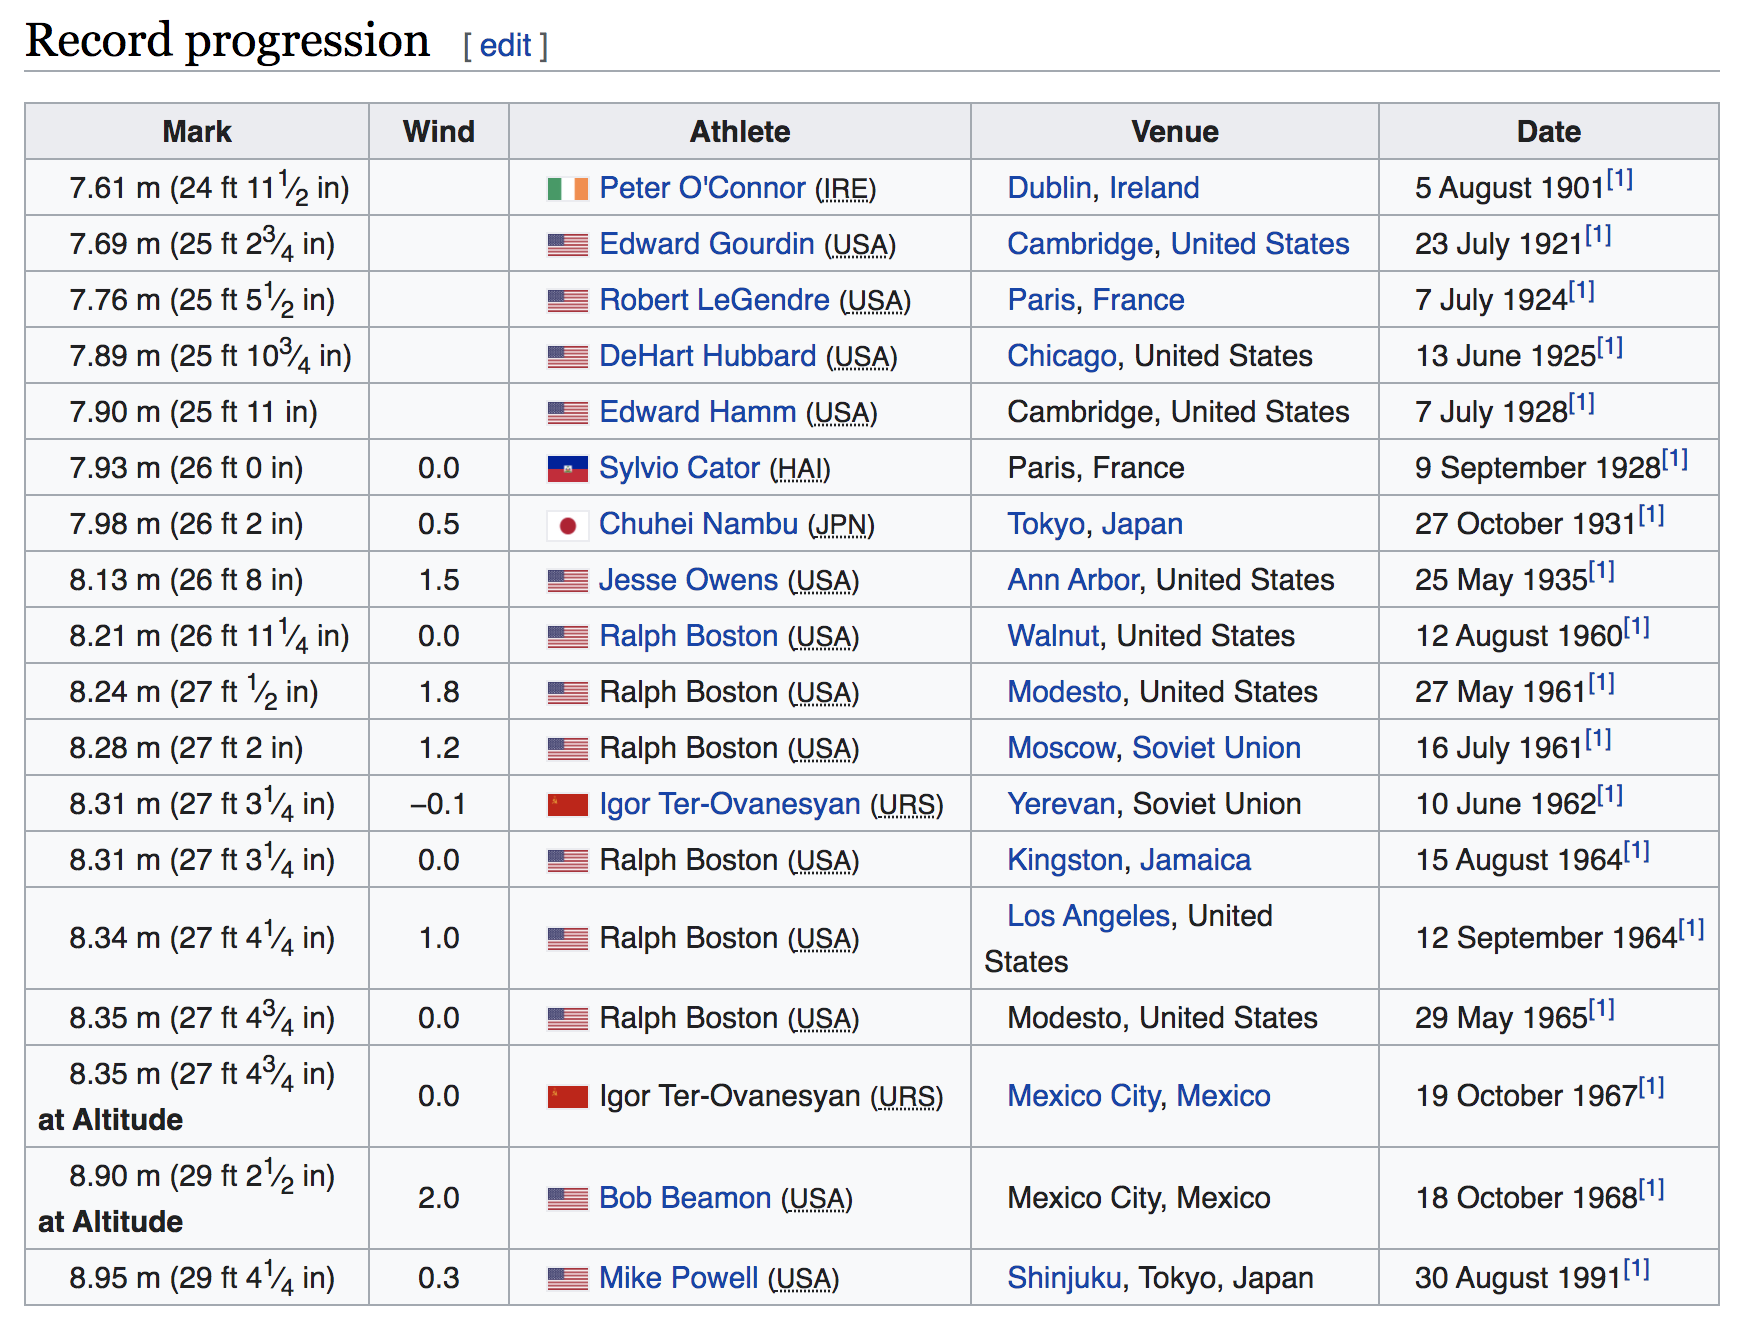 Record progression [ edit ]
Mark Wind Athlete Venue Date
7.61 m (24 ft 11 1⁄2 in) Peter O'Connor (IRE) Dublin, Ireland 5 August 1901[1]
7.69 m (25 ft 2 3⁄4 in) Edward Gourdin (USA) Cambridge, United States 23 July 1921[1]
7.76 m (25 ft 5 1⁄2 in) Robert LeGendre (USA) Paris, France 7 July 1924[1]
7.89 m (25 ft 10 3⁄4 in) DeHart Hubbard (USA) Chicago, United States 13 June 1925[1]
7.90 m (25 ft 11 in) Edward Hamm (USA) Cambridge, United States 7 July 1928[1]
7.93 m (26 ft 0 in) 0.0 Sylvio Cator (HAI) Paris, France 9 September 1928[1]
7.98 m (26 ft 2 in) 0.5 Chuhei Nambu (JPN) Tokyo, Japan 27 October 1931[1]
8.13 m (26 ft 8 in) 1.5 Jesse Owens (USA) Ann Arbor, United States 25 May 1935[1]
8.21 m (26 ft 11 1⁄4 in) 0.0 Ralph Boston (USA) Walnut, United States 12 August 1960[1]
8.24 m (27 ft 1⁄2 in) 1.8 Ralph Boston (USA) Modesto, United States 27 May 1961[1]
8.28 m (27 ft 2 in) 1.2 Ralph Boston (USA) Moscow, Soviet Union 16 July 1961[1]
8.31 m (27 ft 3 1⁄4 in) −0.1 Igor Ter-Ovanesyan (URS) Yerevan, Soviet Union 10 June 1962[1]
8.31 m (27 ft 3 1⁄4 in) 0.0 Ralph Boston (USA) Kingston, Jamaica 15 August 1964[1]
8.34 m (27 ft 4 1⁄4 in) 1.0 Ralph Boston (USA) Los Angeles, United
States 12 September 1964[1]
8.35 m (27 ft 4 3⁄4 in) 0.0 Ralph Boston (USA) Modesto, United States 29 May 1965[1]
8.35 m (27 ft 4 3⁄4 in)
at Altitude 0.0 Igor Ter-Ovanesyan (URS) Mexico City, Mexico 19 October 1967[1]
8.90 m (29 ft 2 1⁄2 in)
at Altitude 2.0 Bob Beamon (USA) Mexico City, Mexico 18 October 1968[1]
8.95 m (29 ft 4 1⁄4 in) 0.3 Mike Powell (USA) Shinjuku, Tokyo, Japan 30 August 1991[1]